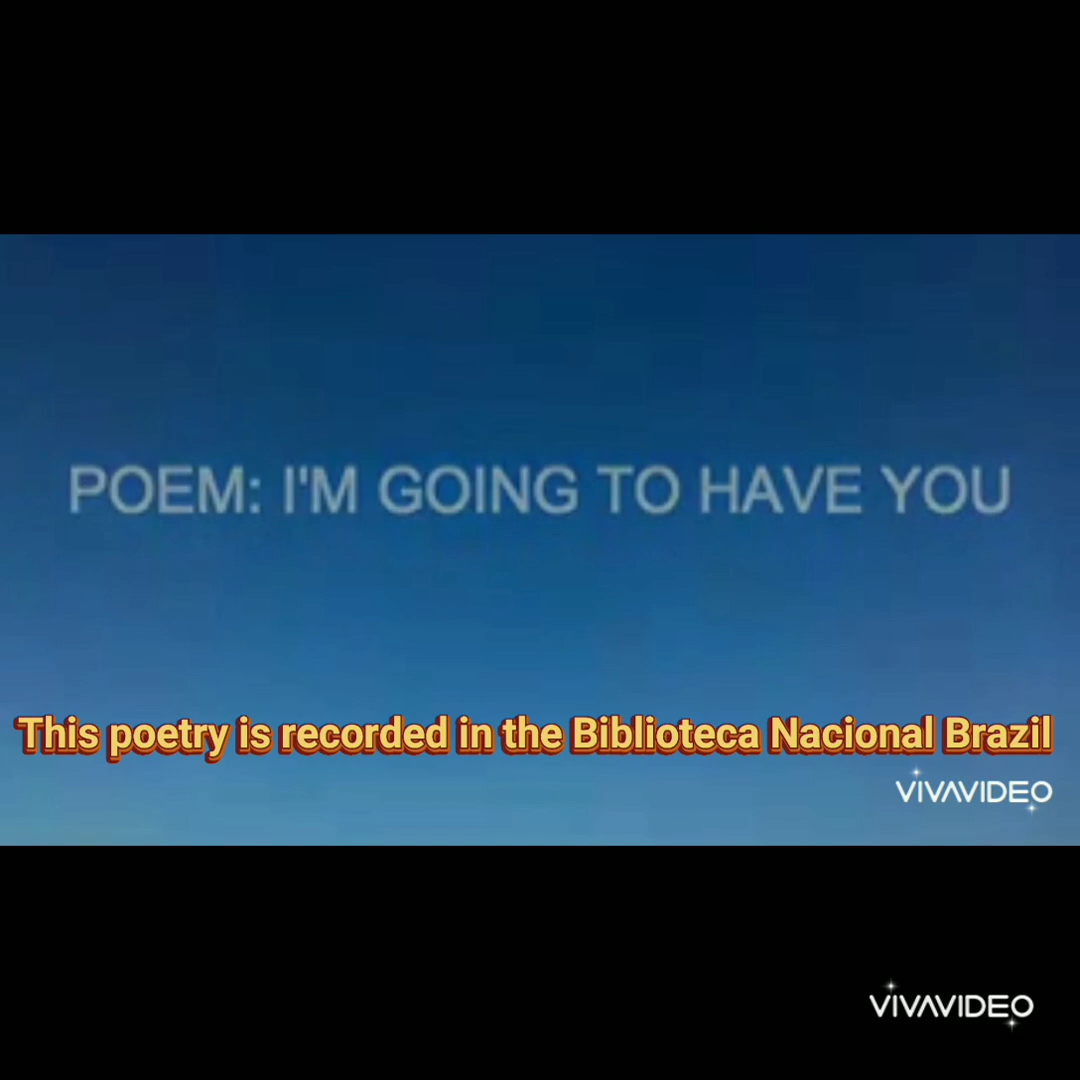 POEM: I'M GOING TO HAVE YOU
This poetry is recorded in the Biblioteca Nacional Brazil
VIVAVIDEO
VIVAVIDEO